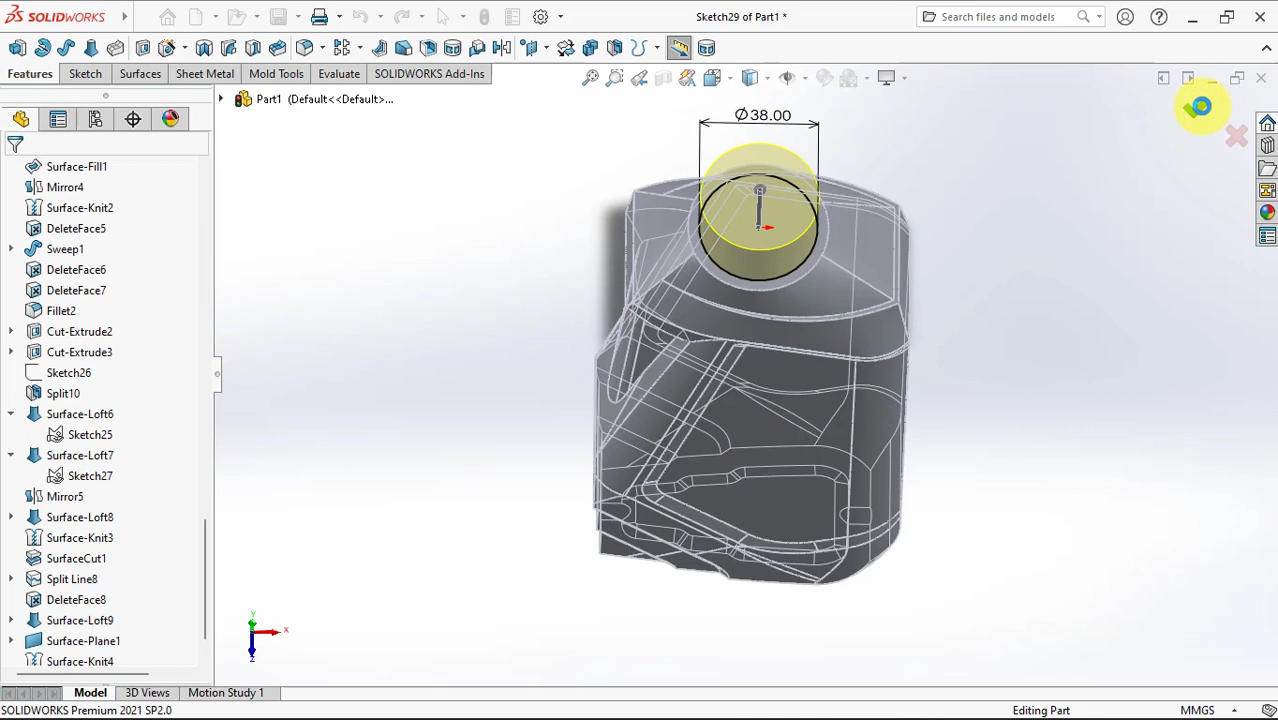 SOLIDWORKS
Sketch29 of Part1 *
Search files and models
Features
Sketch
Surfaces
Sheet Metal
Mold Tools
Evaluate
SOLIDWORKS Add-Ins
Part1 (Default<<Default>...
Ø38.00
Surface-Fill1
Mirror4
Surface-Knit2
DeleteFace5
Sweep1
DeleteFace6
DeleteFace7
Fillet2
Cut-Extrude2
Cut-Extrude3
Sketch26
Split10
Surface-Loft6
Sketch25
Surface-Loft7
Sketch27
Mirror5
Surface-Loft8
Surface-Knit3
SurfaceCut1
Split Line8
DeleteFace8
Surface-Loft9
Surface-Plane1
Surface-Knit4
Y
X
Z
Model
3D Views
Motion Study 1
SOLIDWORKS Premium 2021 SP2.0
Editing Part
MMGS